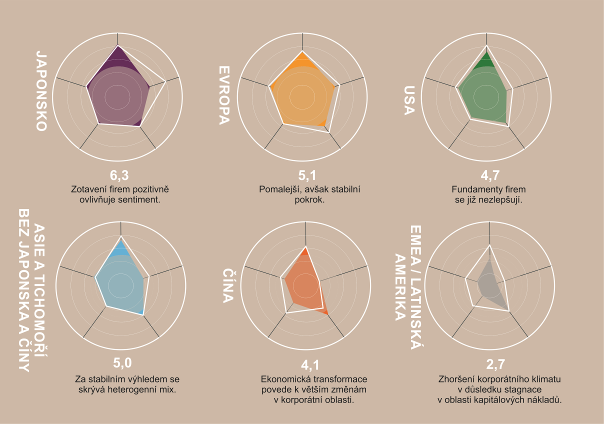 JAPONSKO
6,3
Zotavení firem pozitivně
ovlivňuje sentiment.
EVROPA
5,1
Pomalejší, avšak stabilní
pokrok.
USA
4,7
Fundamenty firem
se již nezlepšují.
ASIE A TICHOMOŘÍ
BEZ JAPONSKA A ČÍNY
5,0
Za stabilním výhledem se
skrývá heterogenní mix.
ČÍNA
4,1
Ekonomická transformace
povede k větším změnám
v korporátní oblasti.
EMEA / LATINSKÁ
AMERIKA
2,7
Zhoršení korporátního klimatu
v důsledku stagnace
v oblasti kapitálových nákladů.